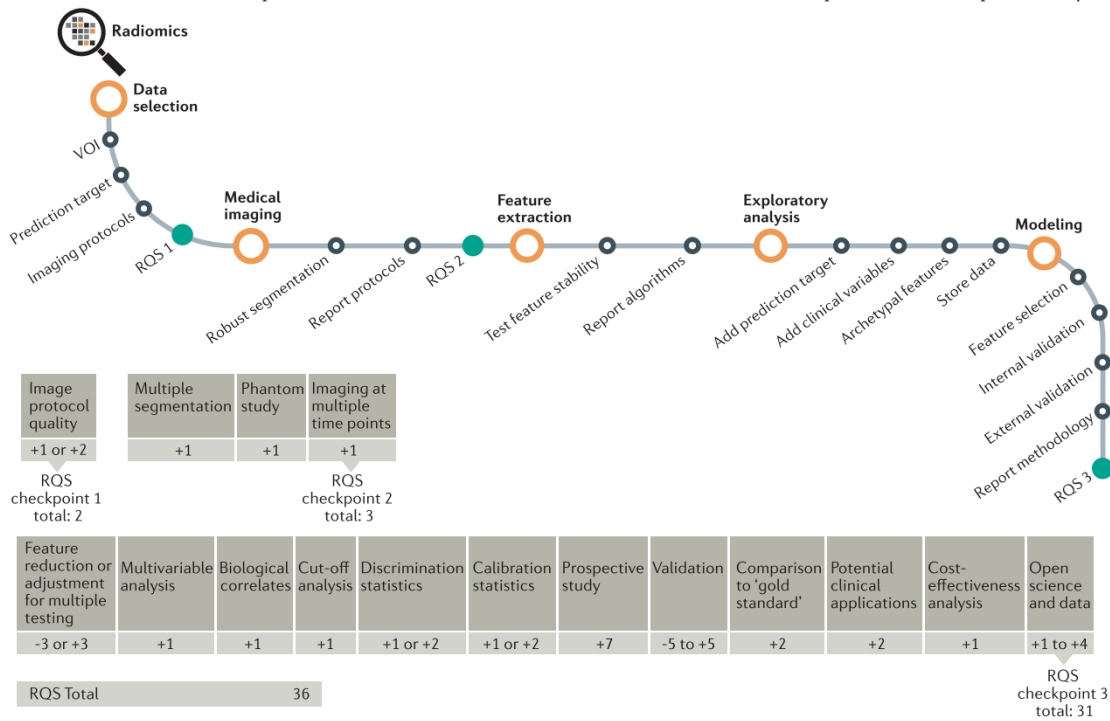 Radiomics
Data
selection
VOI
Prediction target
Imaging protocols
RQS 1
Medical
imaging
Robust segmentation
Report protocols
RQS 2
Feature
extraction
Test feature stability
Report algorithms
Exploratory
analysis
Add prediction target
Add clinical variables
Archetypal features
Store data
Modeling
Feature selection
Internal validation
External validation
Report methodology
RQS 3
Image
protocol
quality
+1 or +2
RQS
checkpoint 1
total: 2
Multiple
segmentation
+1
Phantom
study
+1
Imaging at
multiple
time points
+1
RQS
checkpoint 2
total: 3
Feature
reduction or
adjustment
for multiple
testing
-3 or +3
Multivariable
analysis
+1
Biological
correlates
+1
Cut-off
analysis
+1
Discrimination
statistics
+1 or +2
Calibration
statistics
+1 or +2
Prospective
study
+7
Validation
-5 to +5
Comparison
to ‘gold
standard’
+2
Potential
clinical
applications
+2
Cost-
effectiveness
analysis
+1
Open
science
and data
+1 to +4
RQS
checkpoint 3
total: 31
RQS Total 36